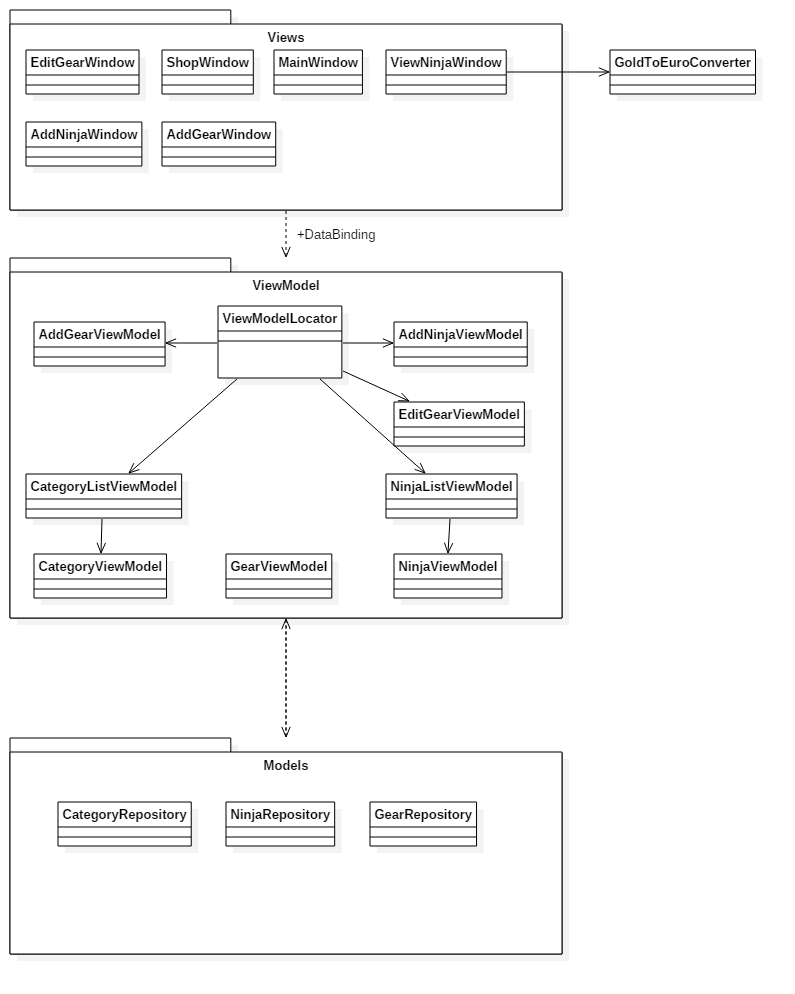 Views
EditGearWindow
ShopWindow
MainWindow
ViewNinjaWindow
GoldToEuroConverter
AddNinjaWindow
AddGearWindow
+DataBinding
ViewModel
ViewModelLocator
AddGearViewModel
AddNinjaViewModel
EditGearViewModel
CategoryListViewModel
NinjaListViewModel
CategoryViewModel
GearViewModel
NinjaViewModel
Models
CategoryRepository
NinjaRepository
GearRepository